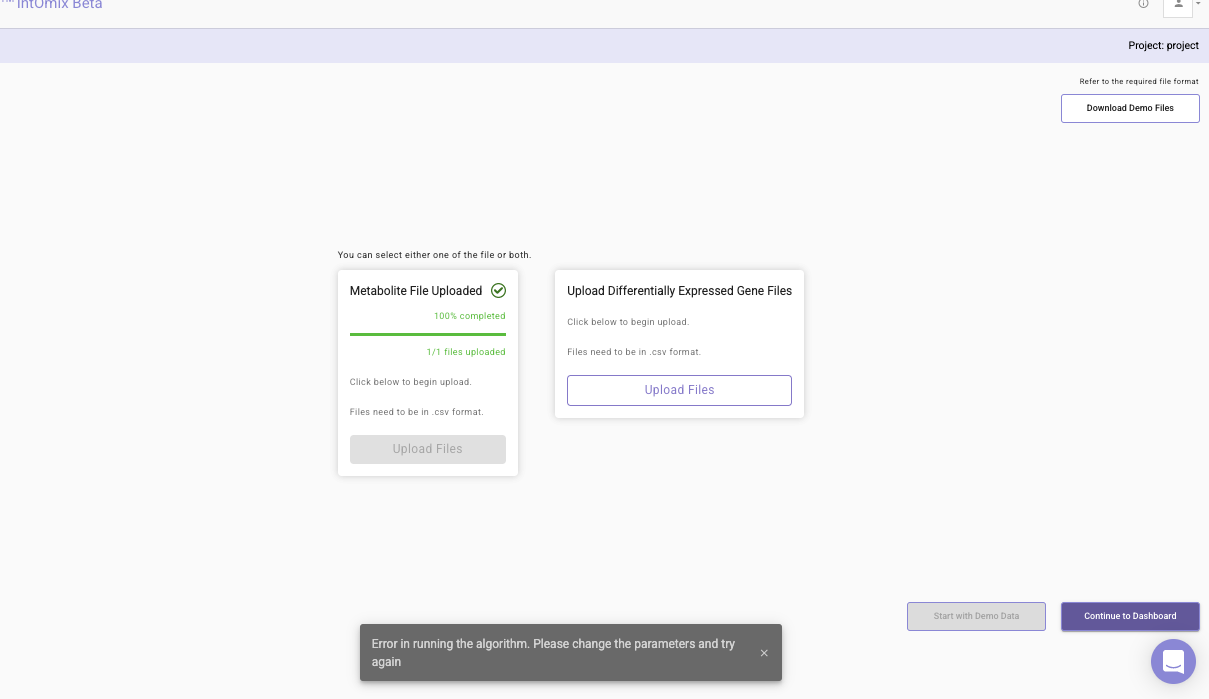 ™ IntOmix Beta
Project: project
Refer to the required file format
Download Demo Files
You can select either one of the file or both.
Metabolite File Uploaded
100% completed
1/1 files uploaded
Click below to begin upload.
Files need to be in .csv format.
Upload Files
Upload Differentially Expressed Gene Files
Click below to begin upload.
Files need to be in .csv format.
Upload Files
Start with Demo Data
Continue to Dashboard
Error in running the algorithm. Please change the parameters and try
again